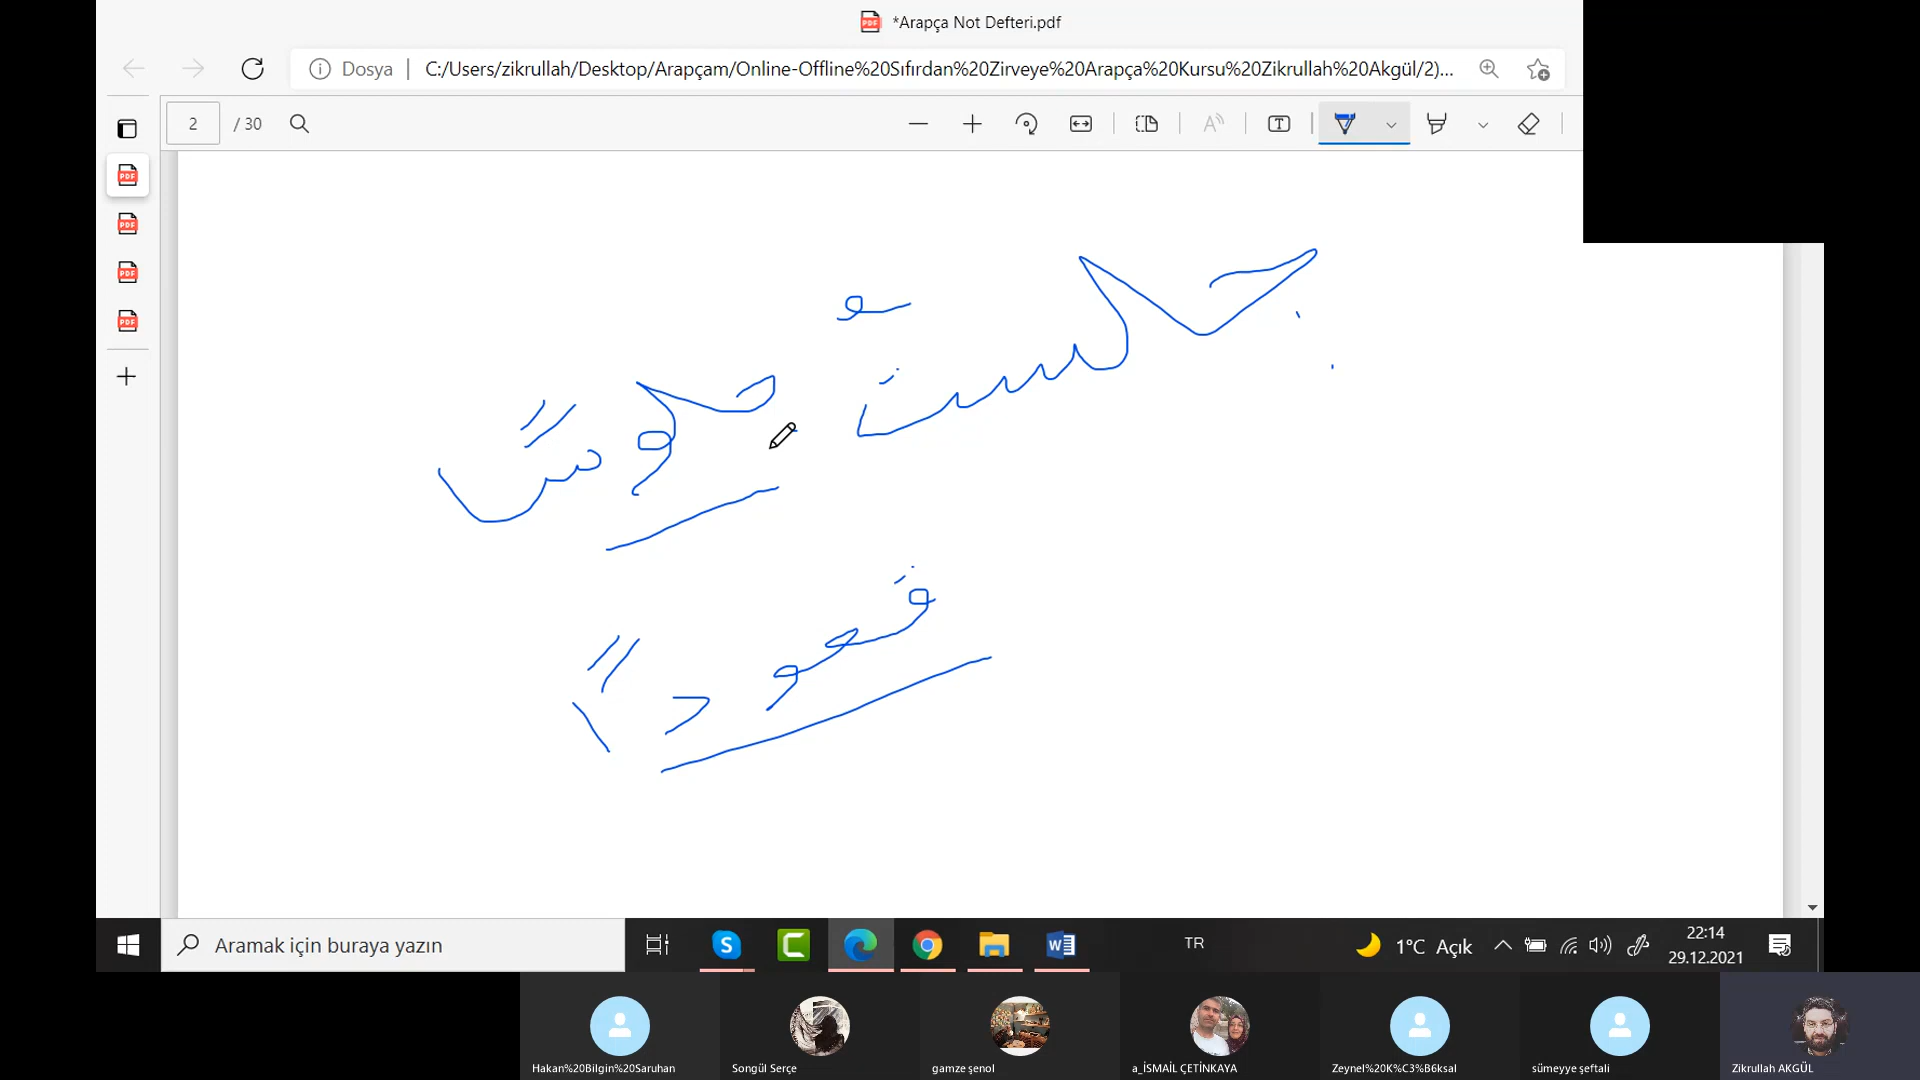 *Arapça Not Defteri.pdf
Dosya | C:/Users/zikrullah/Desktop/Arapçam/Online-Offline%20Sıfırdan%20Zirveye%20Arapça%20Kursu%20Zikrullah%20Akgül/2)...
2 / 30
جلست
قعودًا
Aramak için buraya yazın
TR
1°C Açık
22:14
29.12.2021
Hakan%20Bilgin%20Saruhan
Songül Serçe
gamze şenol
a_İSMAİL ÇETİNKAYA
Zeynel%20K%C3%B6ksal
sümeyye şeftali
Zikrullah AKGÜL